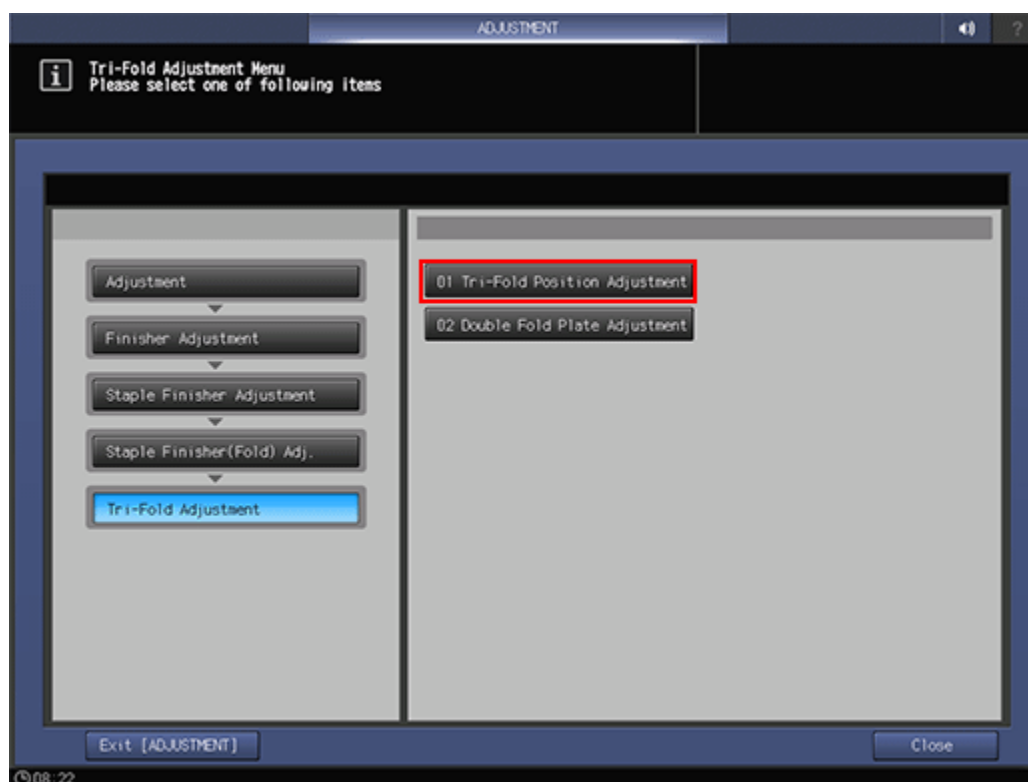 ADJUSTMENT
?
i
Tri-Fold Adjustment Menu
Please select one of following items
Adjustment
Finisher Adjustment
Staple Finisher Adjustment
Staple Finisher(Fold) Adj.
Tri-Fold Adjustment
01 Tri-Fold Position Adjustment
02 Double Fold Plate Adjustment
Exit [ADJUSTMENT]
Close
08:22